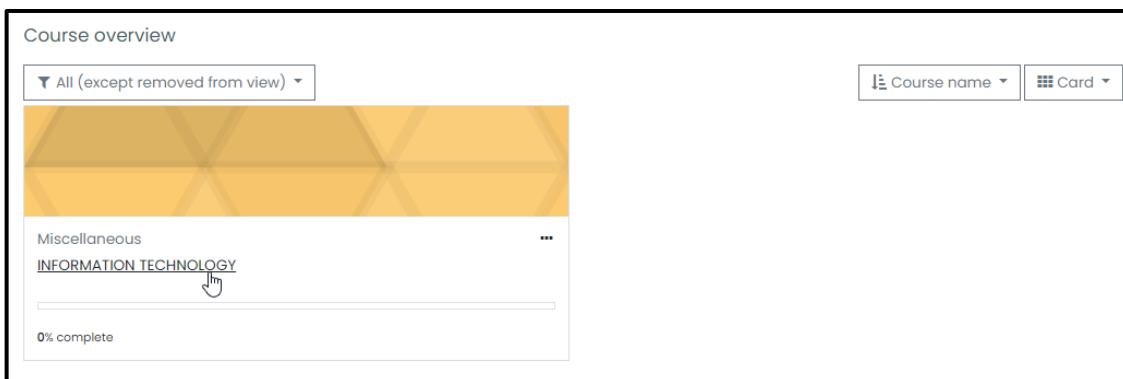 Course overview
All (except removed from view)
Course name
Card
Miscellaneous
INFORMATION TECHNOLOGY
0% complete